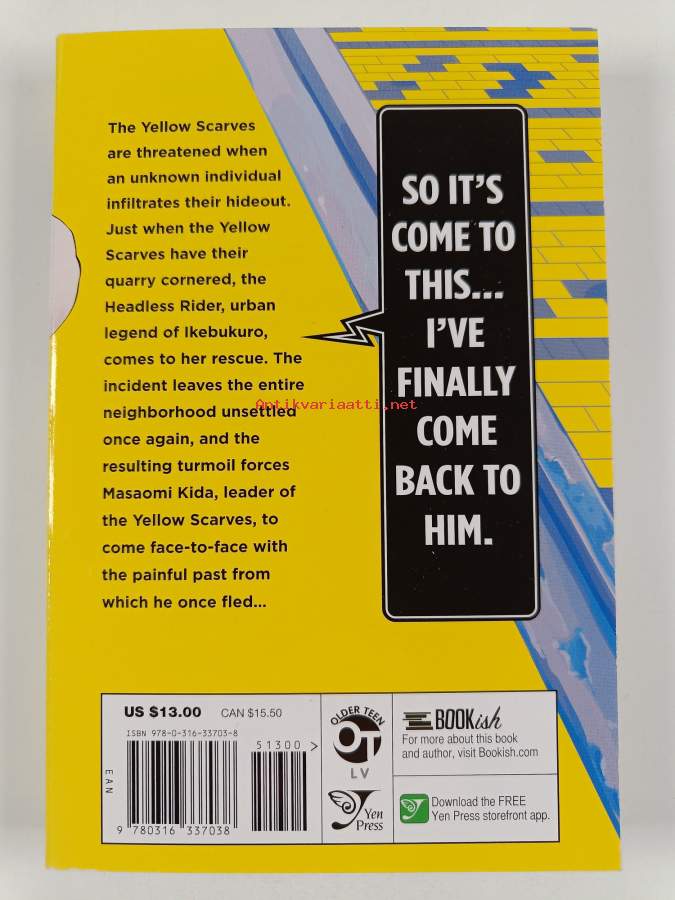 The Yellow Scarves
are threatened when
an unknown individual
infiltrates their hideout.
Just when the Yellow
Scarves have their
quarry cornered, the
Headless Rider, urban
legend of Ikebukuro,
comes to her rescue. The
incident leaves the entire
neighborhood unsettled
once again, and the
resulting turmoil forces
Masaomi Kida, leader of
the Yellow Scarves, to
come face-to-face with
the painful past from
which he once fled...
SO IT'S
COME TO
THIS...
I'VE
FINALLY
COME
BACK TO
HIM.
Antikvariaatti.net
US $13.00 CAN $15.50
ISBN 978-0-316-33703-8
51300 >
EAN
9 780316 337038
OLDER TEEN
OT
LV
Yen
Press
BOOKish
For more about this book
and author, visit Bookish.com
Download the FREE
Yen Press storefront app.